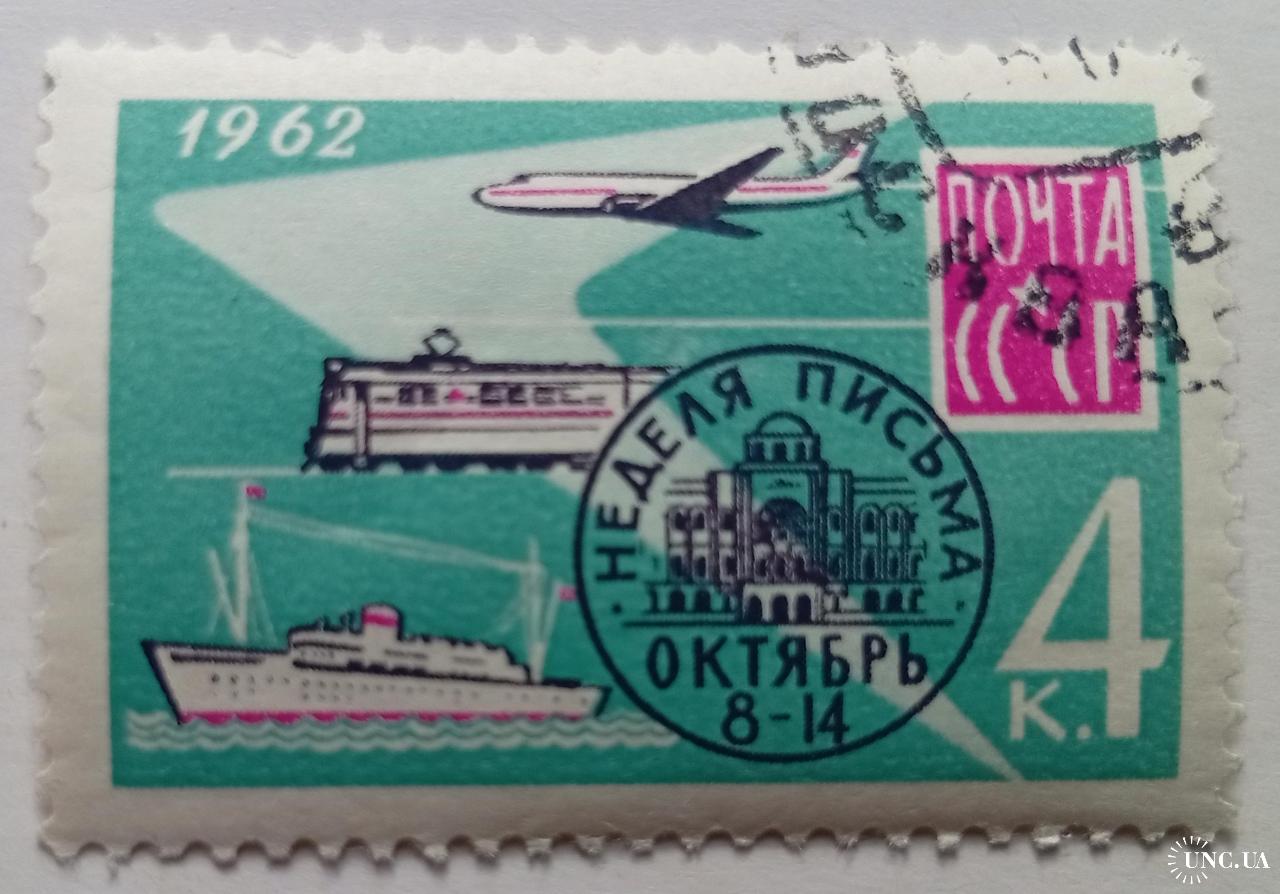 1962
ПОЧТА
СССР
НЕДЕЛЯ ПИСЬМА
ОКТЯБРЬ
8-14
4
к.
UNC.UA